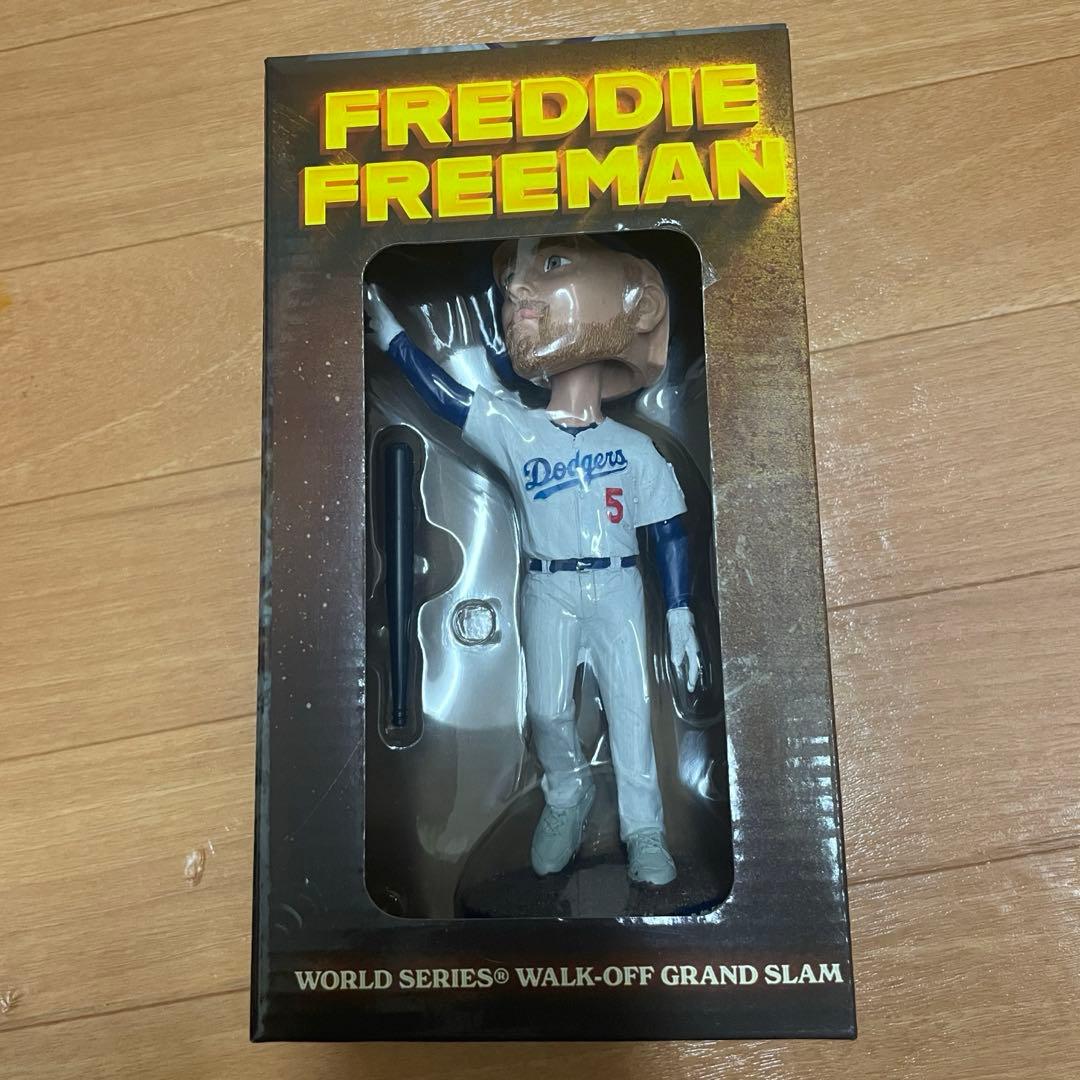 FREDDIE
FREEMAN
Dodgers
5
WORLD SERIES® WALK-OFF GRAND SLAM